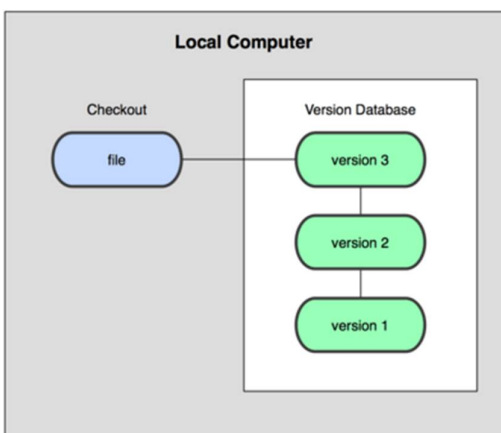 Local Computer
Checkout
Version Database
file
version 3
version 2
version 1